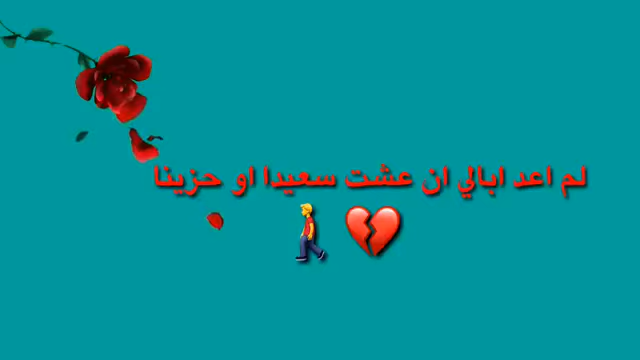 لم اعد ابالي ان عشت سعيدا او حزينا
💔🚶